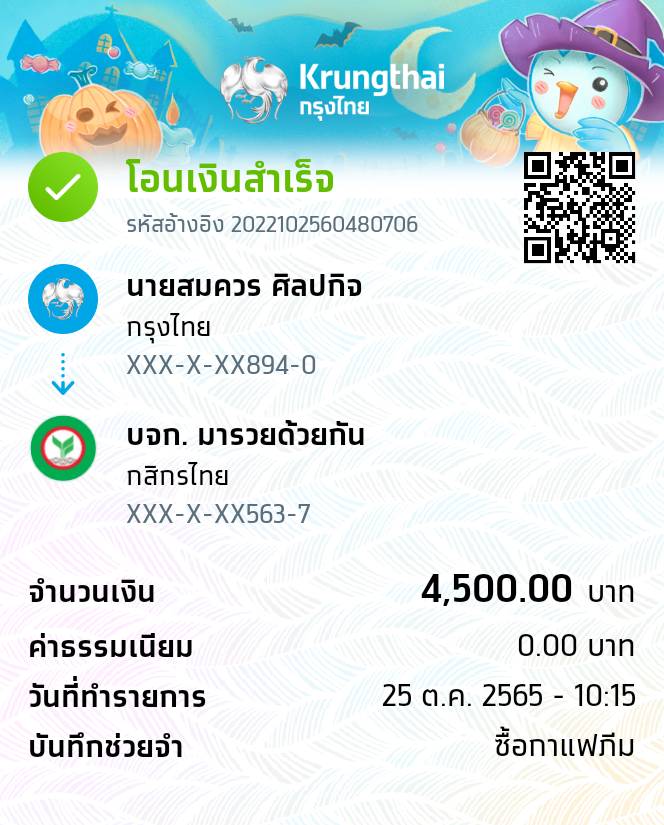 Krungthai
กรุงไทย
โอนเงินสำเร็จ
รหัสอ้างอิง 2022102560480706
นายสมควร ศิลปกิจ
กรุงไทย
XXX-X-XX894-0
บจก. มารวยด้วยกัน
กสิกรไทย
XXX-X-XX563-7
จำนวนเงิน 4,500.00 บาท
ค่าธรรมเนียม 0.00 บาท
วันที่ทำรายการ 25 ต.ค. 2565 - 10:15
บันทึกช่วยจำ ซื้อกาแฟภีม